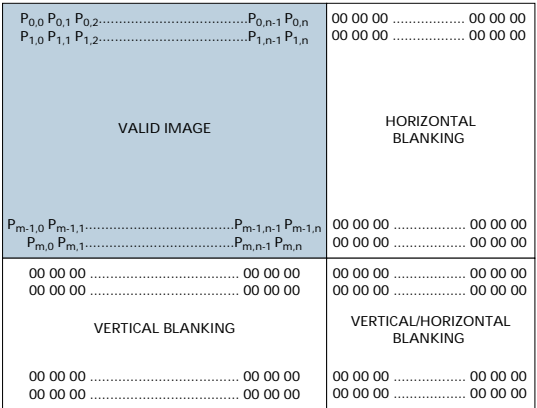 P0,0 P0,1 P0,2.....................................P0,n-1 P0,n
P1,0 P1,1 P1,2.....................................P1,n-1 P1,n
VALID IMAGE
Pm-1,0 Pm-1,1.....................................Pm-1,n-1 Pm-1,n
Pm,0 Pm,1.....................................Pm,n-1 Pm,n
00 00 00 .................. 00 00 00
00 00 00 .................. 00 00 00
HORIZONTAL
BLANKING
00 00 00 .................. 00 00 00
00 00 00 .................. 00 00 00
00 00 00 ..................................... 00 00 00
00 00 00 ..................................... 00 00 00
VERTICAL BLANKING
00 00 00 ..................................... 00 00 00
00 00 00 ..................................... 00 00 00
00 00 00 .................. 00 00 00
00 00 00 .................. 00 00 00
VERTICAL/HORIZONTAL
BLANKING
00 00 00 .................. 00 00 00
00 00 00 .................. 00 00 00